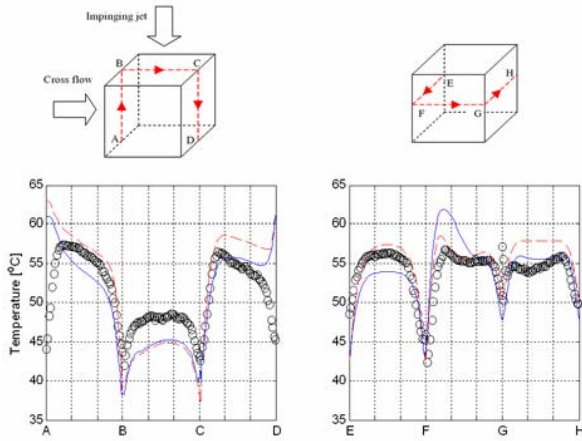 Impinging jet
Cross flow
B
C
A
D
E
H
F
G
Temperature [°C]
65
60
55
50
45
40
35
A
B
C
D
65
60
55
50
45
40
35
E
F
G
H